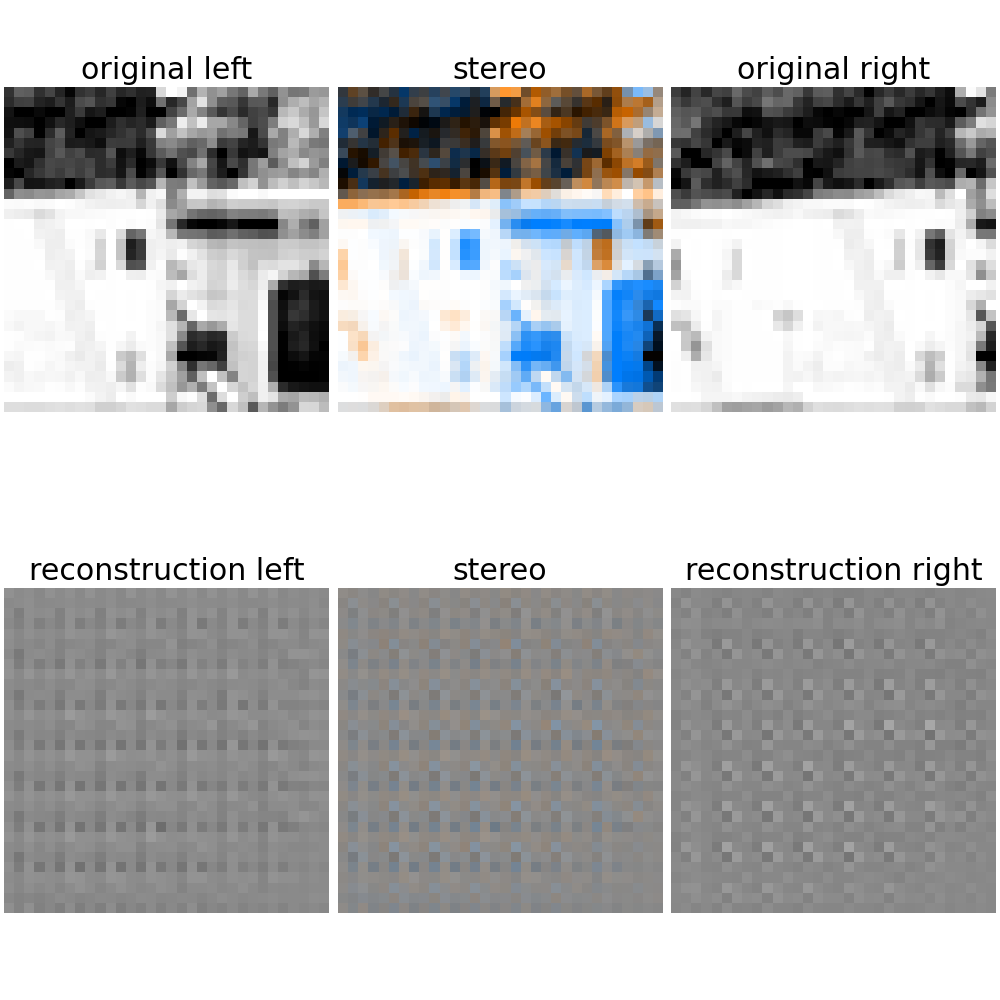 original left
stereo
original right
reconstruction left
stereo
reconstruction right